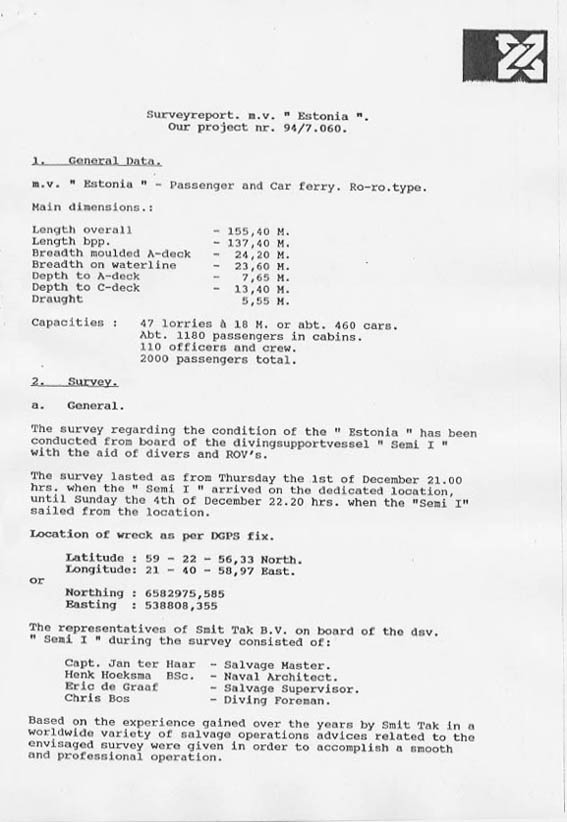 Surveyreport. m.v. " Estonia ".
Our project nr. 94/7.060.
1. General Data.
m.v. " Estonia " - Passenger and Car ferry. Ro-ro.type.
Main dimensions.:
Length overall - 155,40 M.
Length bpp. - 137,40 M.
Breadth moulded A-deck - 24,20 M.
Breadth on waterline - 23,60 M.
Depth to A-deck - 7,65 M.
Depth to C-deck - 13,40 M.
Draught 5,55 M.
Capacities : 47 lorries à 18 M. or abt. 460 cars.
Abt. 1180 passengers in cabins.
110 officers and crew.
2000 passengers total.
2. Survey.
a. General.
The survey regarding the condition of the " Estonia " has been
conducted from board of the divingsupportvessel " Semi I "
with the aid of divers and ROV's.
The survey lasted as from Thursday the 1st of December 21.00
hrs. when the " Semi I " arrived on the dedicated location,
until Sunday the 4th of December 22.20 hrs. when the "Semi I"
sailed from the location.
Location of wreck as per DGPS fix.
Latitude : 59 - 22 - 56,33 North.
Longitude: 21 - 40 - 58,97 East.
or
Northing : 6582975,585
Easting : 538808,355
The representatives of Smit Tak B.V. on board of the dsv.
" Semi I " during the survey consisted of:
Capt. Jan ter Haar - Salvage Master.
Henk Hoeksma BSc. - Naval Architect.
Eric de Graaf - Salvage Supervisor.
Chris Bos - Diving Foreman.
Based on the experience gained over the years by Smit Tak in a
worldwide variety of salvage operations advices related to the
envisaged survey were given in order to accomplish a smooth
and professional operation.